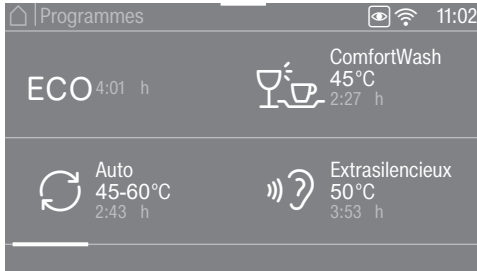 Programmes 11:02
ECO 4:01 h
ComfortWash
45°C
2:27 h
Auto
45-60°C
2:43 h
Extrasilencieux
50°C
3:53 h